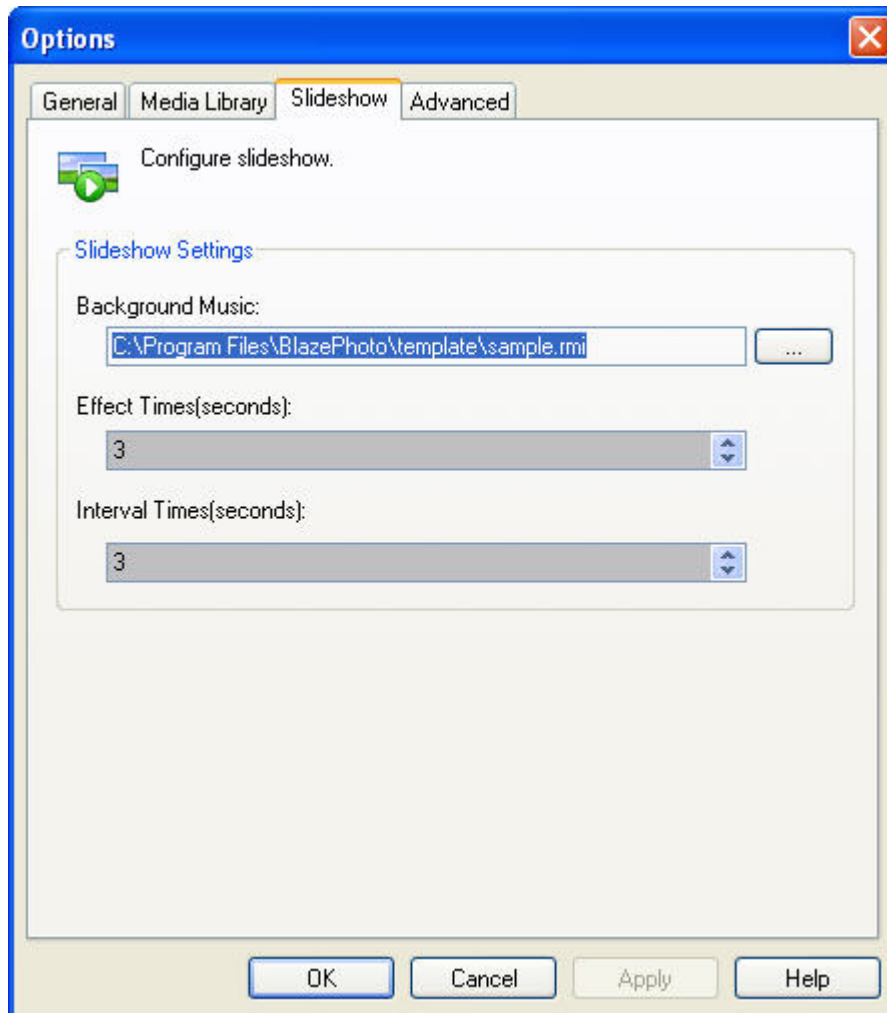 Options
General Media Library Slideshow Advanced
Configure slideshow.
Slideshow Settings
Background Music:
C:\Program Files\BlazePhoto\template\sample.rmi ...
Effect Times(seconds):
3
Interval Times(seconds):
3
OK Cancel Apply Help